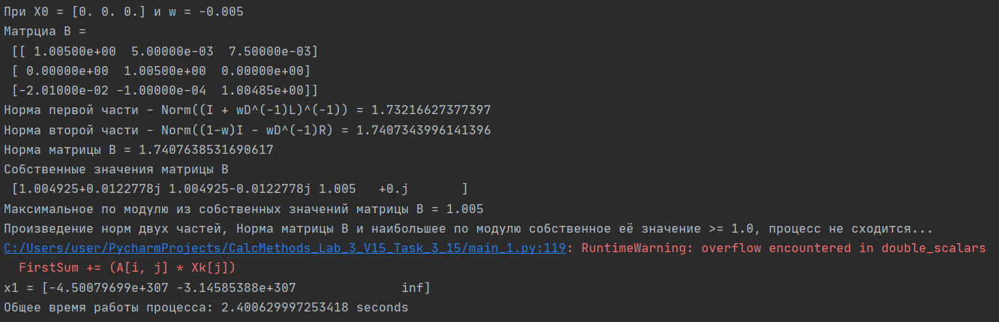 При X0 = [0. 0. 0.] и w = -0.005
Матрциа B =
 [[ 1.00500e+00  5.00000e-03  7.50000e-03]
 [ 0.00000e+00  1.00500e+00  0.00000e+00]
 [-2.01000e-02 -1.00000e-04  1.00485e+00]]
Норма первой части - Norm((I + wD^(-1)L)^(-1)) = 1.73216627377397
Норма второй части - Norm((1-w)I - wD^(-1)R) = 1.7407343996141396
Норма матрицы B = 1.7407638531690617
Собственные значения матрицы B
 [1.004925+0.0122778j 1.004925-0.0122778j 1.005   +0.j       ]
Максимальное по модулю из собственных значений матрицы B = 1.005
Произведение норм двух частей, Норма матрицы B и наибольшее по модулю собственное её значение >= 1.0, процесс не сходится...
C:/Users/user/PycharmProjects/CalcMethods_Lab_3_V15_Task_3_15/main_1.py:119: RuntimeWarning: overflow encountered in double_scalars
  FirstSum += (A[i, j] * Xk[j])
x1 = [-4.50079699e+307 -3.14585388e+307              inf]
Общее время работы процесса: 2.400629997253418 seconds